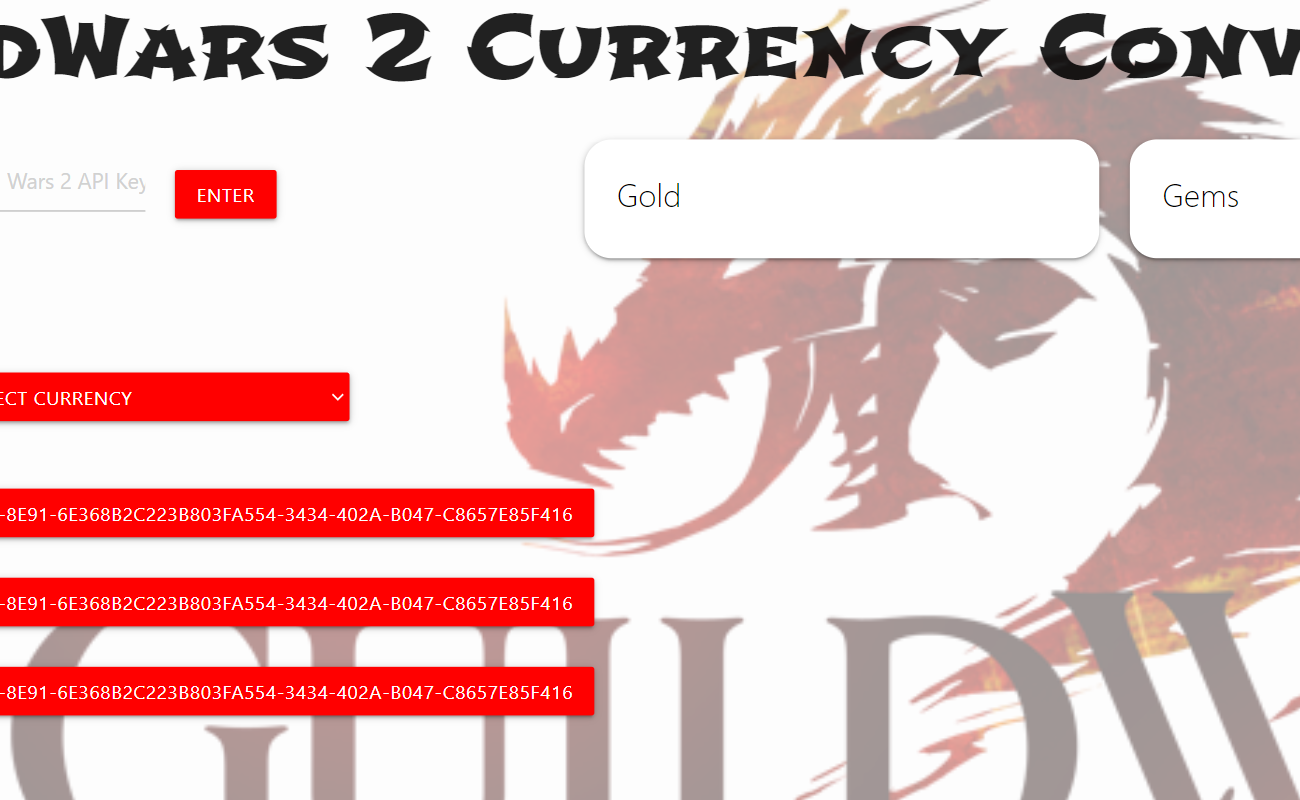 dWars 2 Currency Conv
Wars 2 API Key
ENTER
Gold
Gems
ECT CURRENCY
-8E91-6E368B2C223B803FA554-3434-402A-B047-C8657E85F416
-8E91-6E368B2C223B803FA554-3434-402A-B047-C8657E85F416
-8E91-6E368B2C223B803FA554-3434-402A-B047-C8657E85F416
GUILDW